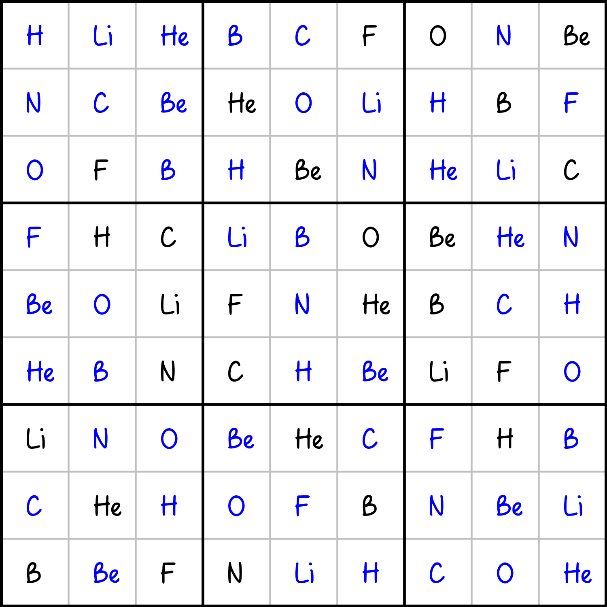 H Li He B C F O N Be
N C Be He O Li H B F
O F B H Be N He Li C
F H C Li B O Be He N
Be O Li F N He B C H
He B N C H Be Li F O
Li N O Be He C F H B
C He H O F B N Be Li
B Be F N Li H C O He